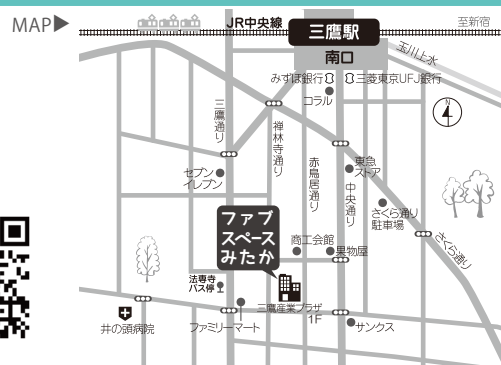 MAP▶
JR中央線
三鷹駅
至新宿
南口
玉川上水
みずほ銀行
三菱東京UFJ銀行
コラル
N
三鷹通り
禅林寺通り
赤鳥居通り
中央通り
東急
ストア
セブン
イレブン
さくら通り
駐車場
さくら通り
ファブ
スペース
みたか
商工会館
果物屋
法専寺
バス停
三鷹産業プラザ
1F
井の頭病院
ファミリーマート
サンクス